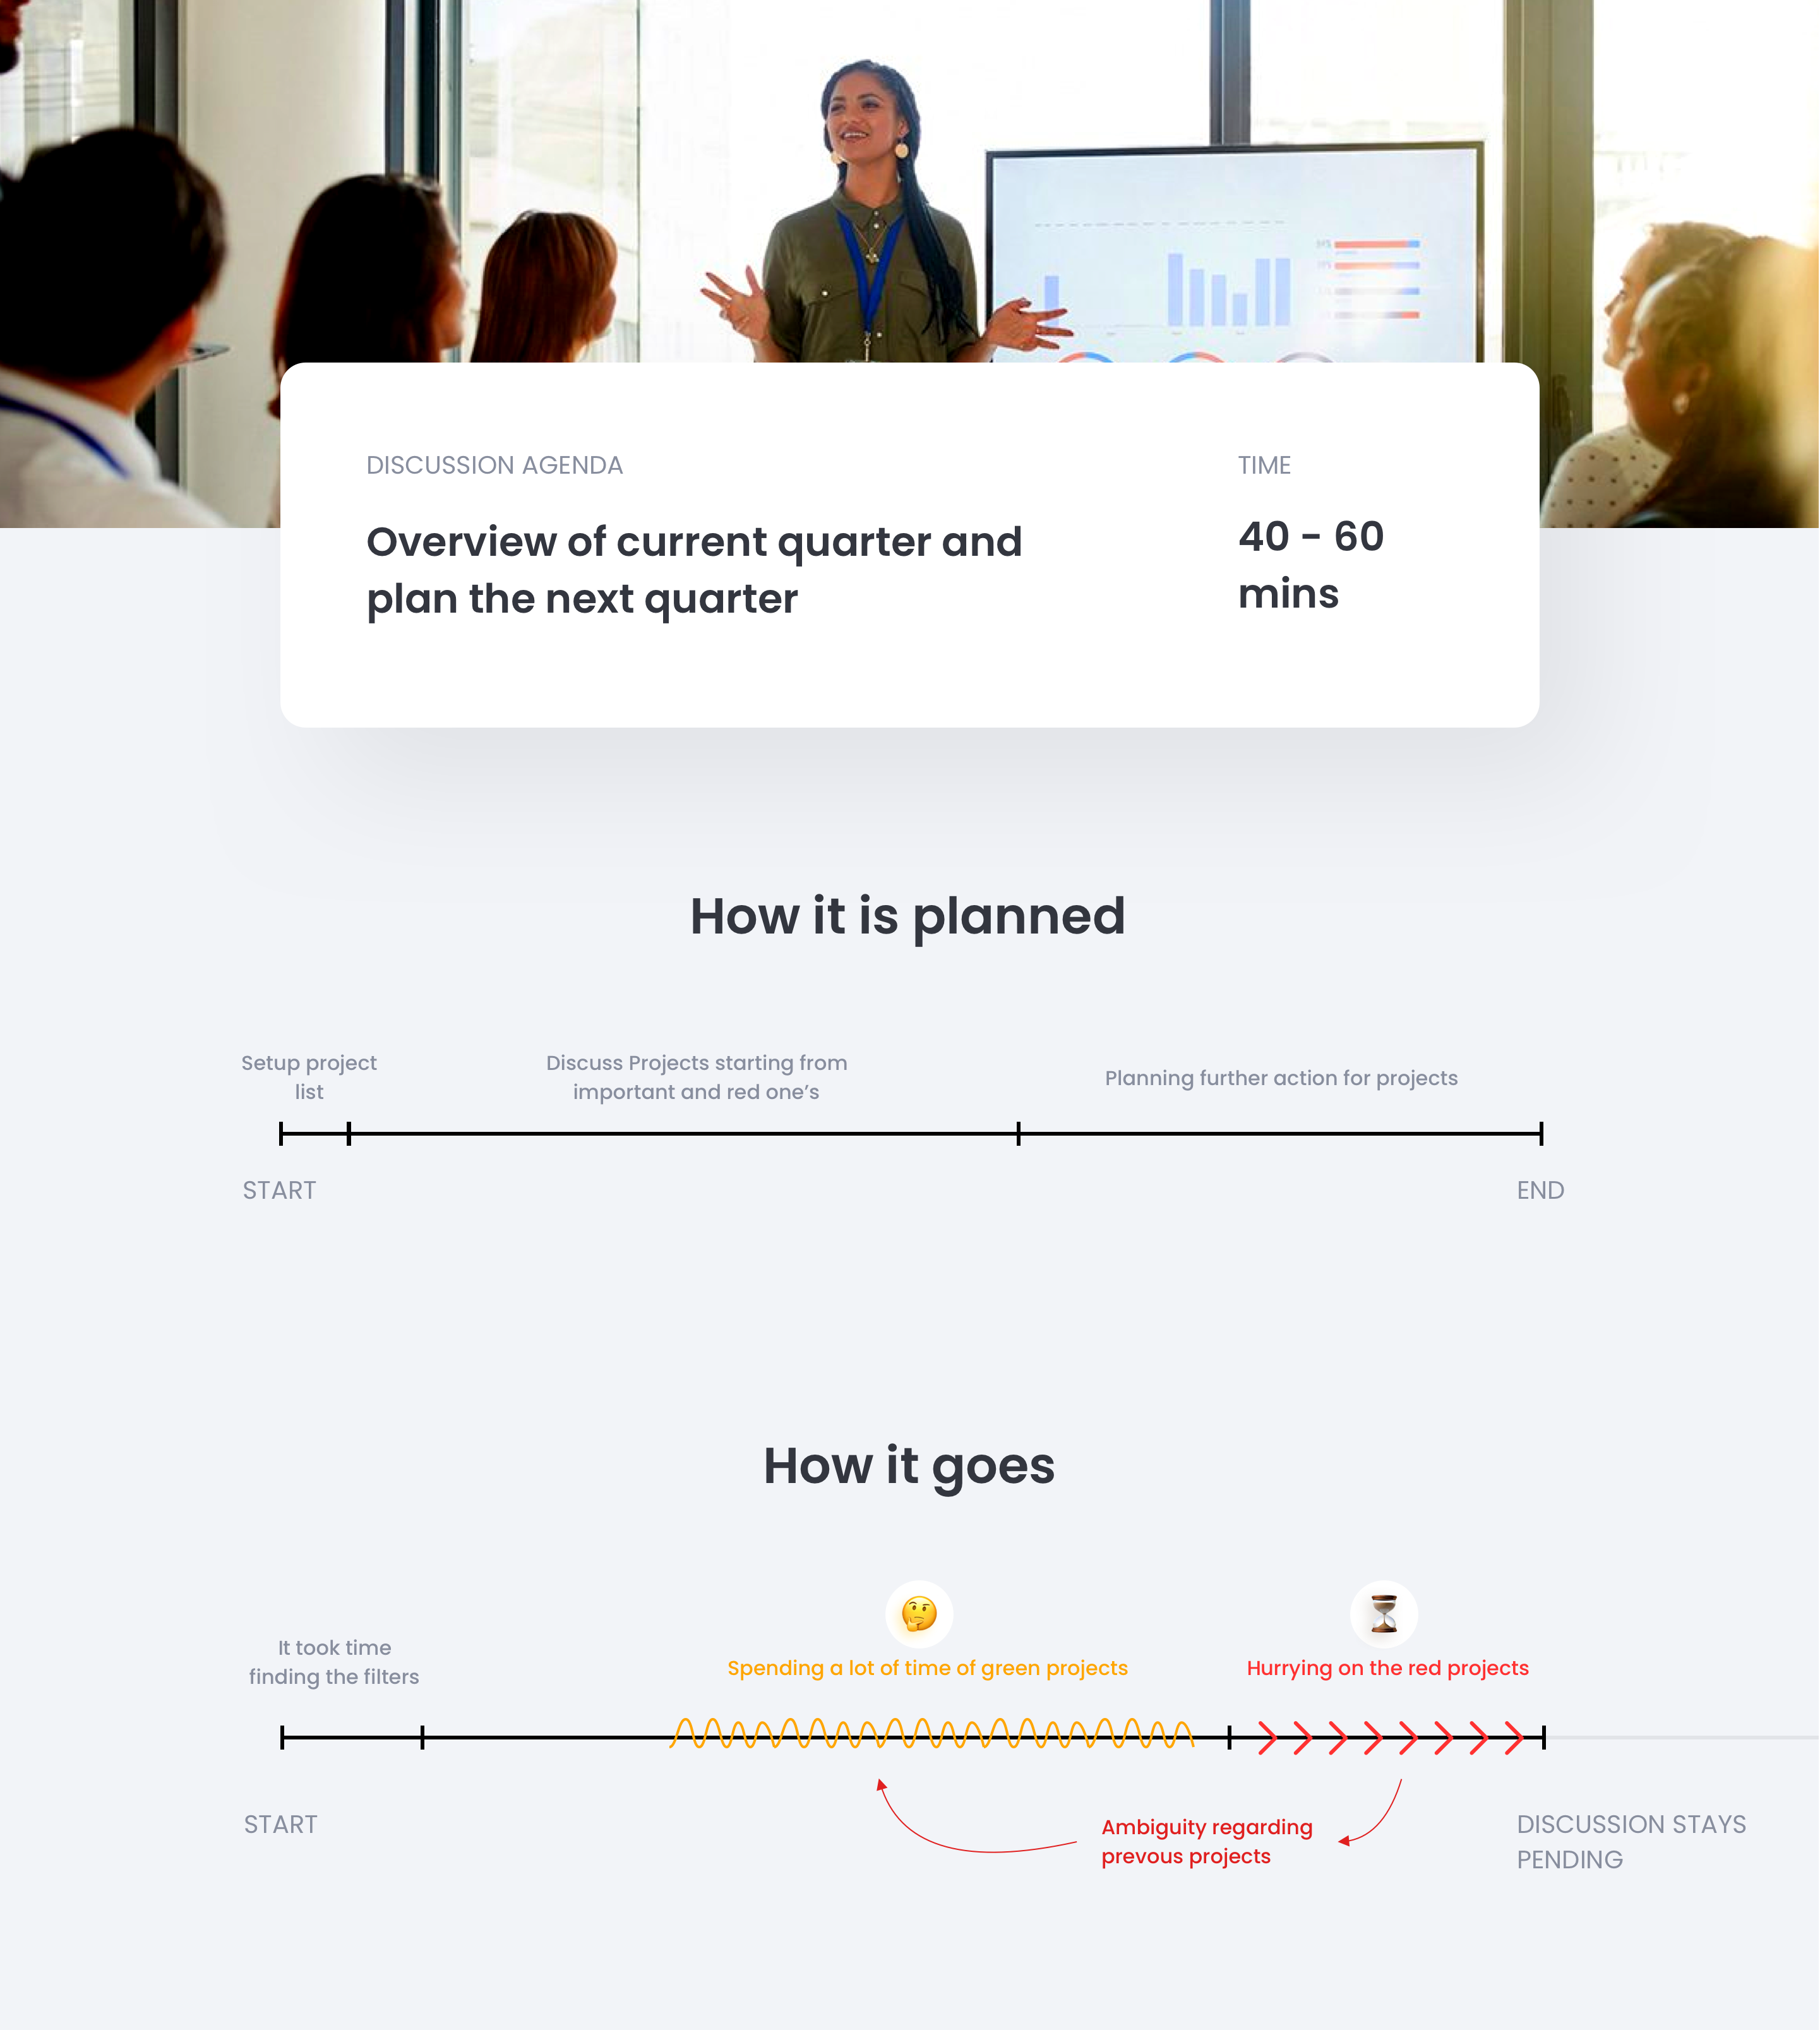 DISCUSSION AGENDA
TIME
Overview of current quarter and
plan the next quarter
40 - 60
mins
How it is planned
Setup project
list
Discuss Projects starting from
important and red one’s
Planning further action for projects
START
END
How it goes
It took time
finding the filters
Spending a lot of time of green projects
Hurrying on the red projects
START
Ambiguity regarding
prevous projects
DISCUSSION STAYS
PENDING